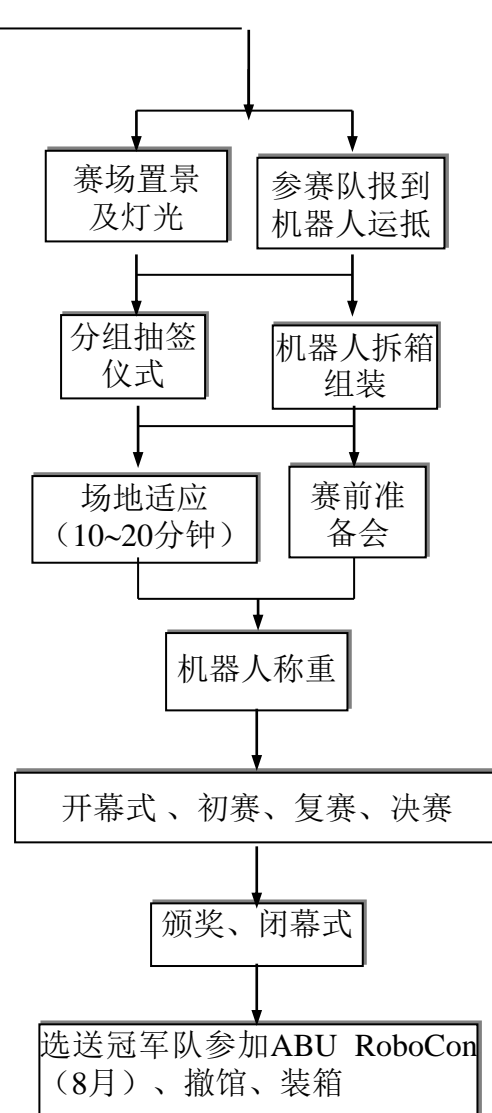 赛场置景
及灯光
参赛队报到
机器人运抵
分组抽签
仪式
机器人拆箱
组装
场地适应
（10~20分钟）
赛前准
备会
机器人称重
开幕式 、初赛、复赛、决赛
颁奖、闭幕式
选送冠军队参加ABU RoboCon
（8月）、撤馆、装箱